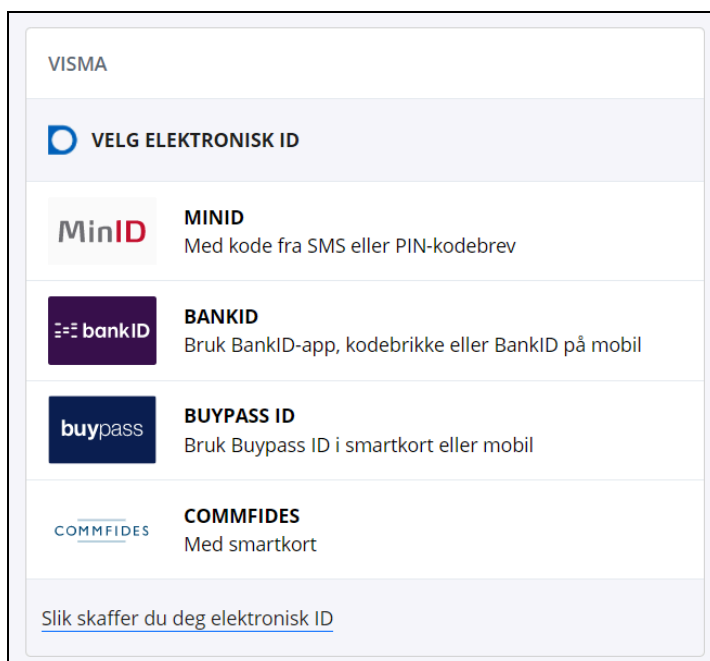 VISMA
VELG ELEKTRONISK ID
MinID
MINID
Med kode fra SMS eller PIN-kodebrev
bankID
BANKID
Bruk BankID-app, kodebrikke eller BankID på mobil
buypass
BUYPASS ID
Bruk Buypass ID i smartkort eller mobil
COMMFIDES
COMMFIDES
Med smartkort
Slik skaffer du deg elektronisk ID